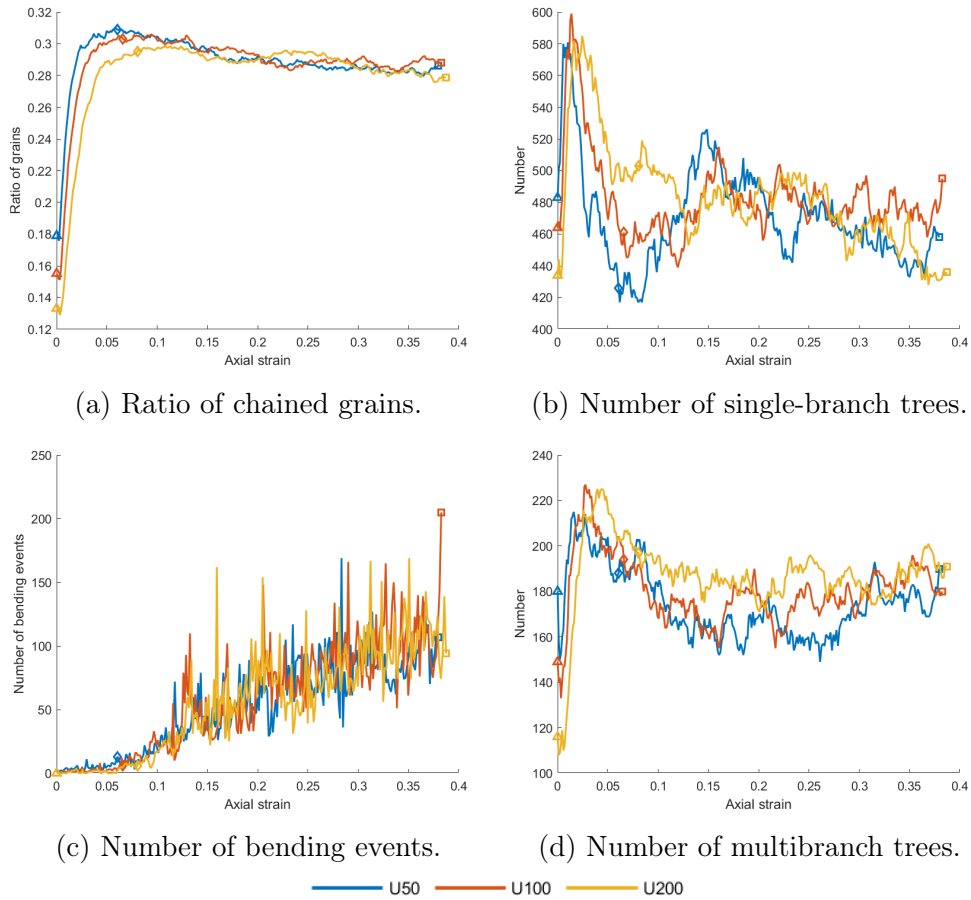 0.32
0.3
0.28
0.26
0.24
0.22
0.2
0.18
0.16
0.14
0.12
Ratio of grains
0 0.05 0.1 0.15 0.2 0.25 0.3 0.35 0.4
Axial strain
(a) Ratio of chained grains.
600
580
560
540
520
500
480
460
440
420
400
Number
0 0.05 0.1 0.15 0.2 0.25 0.3 0.35 0.4
Axial strain
(b) Number of single-branch trees.
250
200
150
100
50
0
Number of bending events
0 0.05 0.1 0.15 0.2 0.25 0.3 0.35 0.4
Axial strain
(c) Number of bending events.
240
220
200
180
160
140
120
100
Number
0 0.05 0.1 0.15 0.2 0.25 0.3 0.35 0.4
Axial strain
(d) Number of multibranch trees.
U50 U100 U200